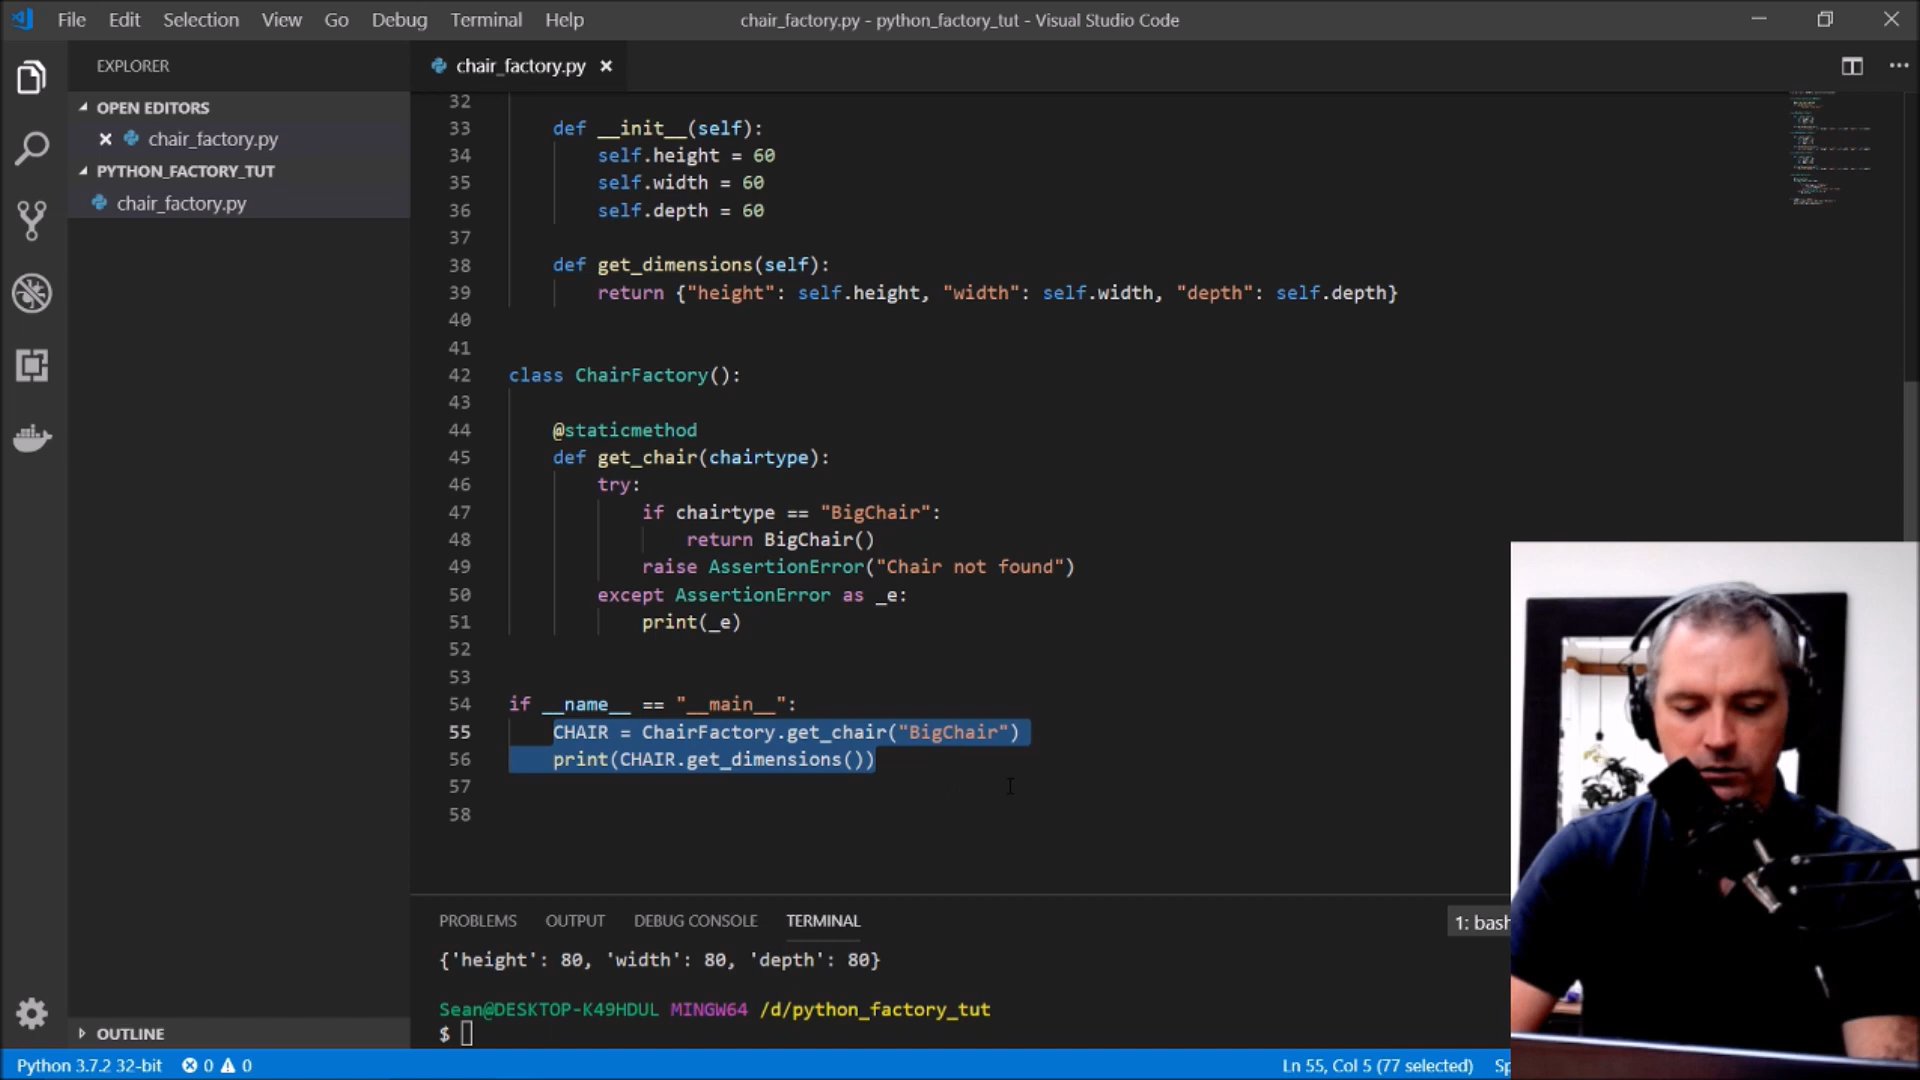 File Edit Selection View Go Debug Terminal Help
chair_factory.py - python_factory_tut - Visual Studio Code
EXPLORER
OPEN EDITORS
chair_factory.py
PYTHON_FACTORY_TUT
chair_factory.py
OUTLINE
chair_factory.py
32
33 def __init__(self):
34 self.height = 60
35 self.width = 60
36 self.depth = 60
37
38 def get_dimensions(self):
39 return {"height": self.height, "width": self.width, "depth": self.depth}
40
41
42 class ChairFactory():
43
44 @staticmethod
45 def get_chair(chairtype):
46 try:
47 if chairtype == "BigChair":
48 return BigChair()
49 raise AssertionError("Chair not found")
50 except AssertionError as _e:
51 print(_e)
52
53
54 if __name__ == "__main__":
55 CHAIR = ChairFactory.get_chair("BigChair")
56 print(CHAIR.get_dimensions())
57
58
PROBLEMS OUTPUT DEBUG CONSOLE TERMINAL 1: bash
{'height': 80, 'width': 80, 'depth': 80}
Sean@DESKTOP-K49HDUL MINGW64 /d/python_factory_tut
$
Python 3.7.2 32-bit 0 0 Ln 55, Col 5 (77 selected) Sp